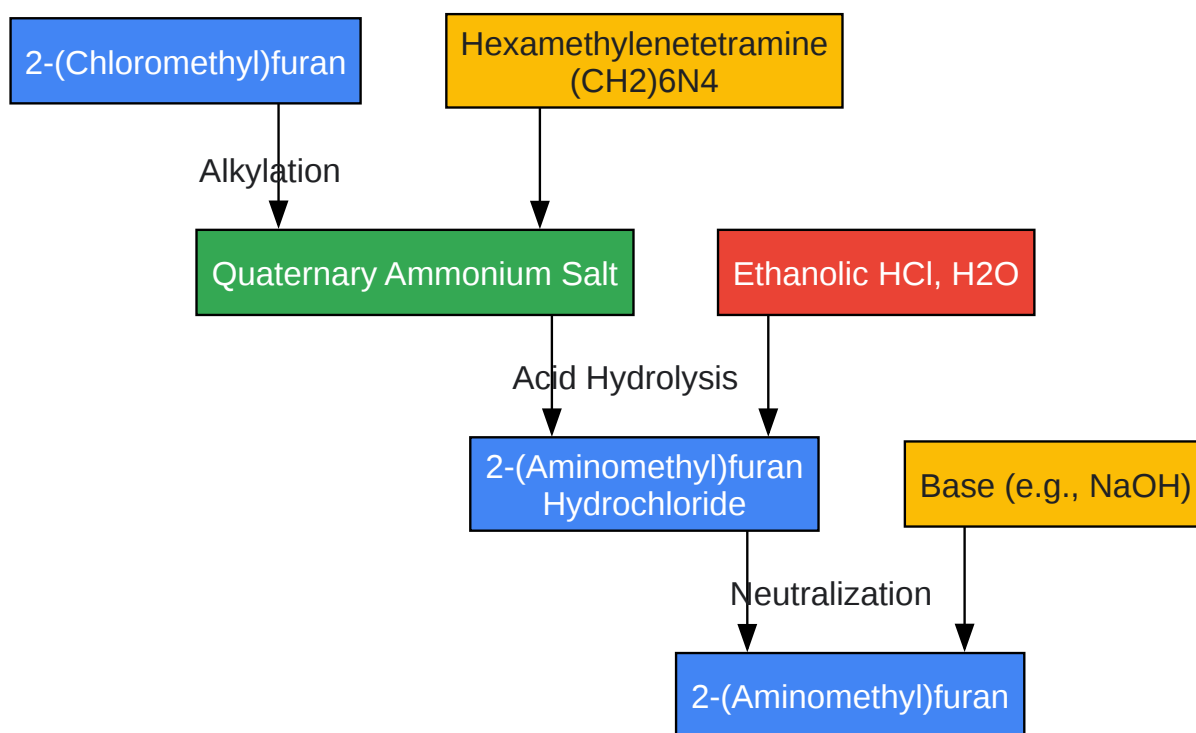 2-(Chloromethyl)furan
Hexamethylenetetramine
(CH2)6N4
Alkylation
Quaternary Ammonium Salt
Ethanolic HCl, H2O
Acid Hydrolysis
2-(Aminomethyl)furan
Hydrochloride
Base (e.g., NaOH)
Neutralization
2-(Aminomethyl)furan